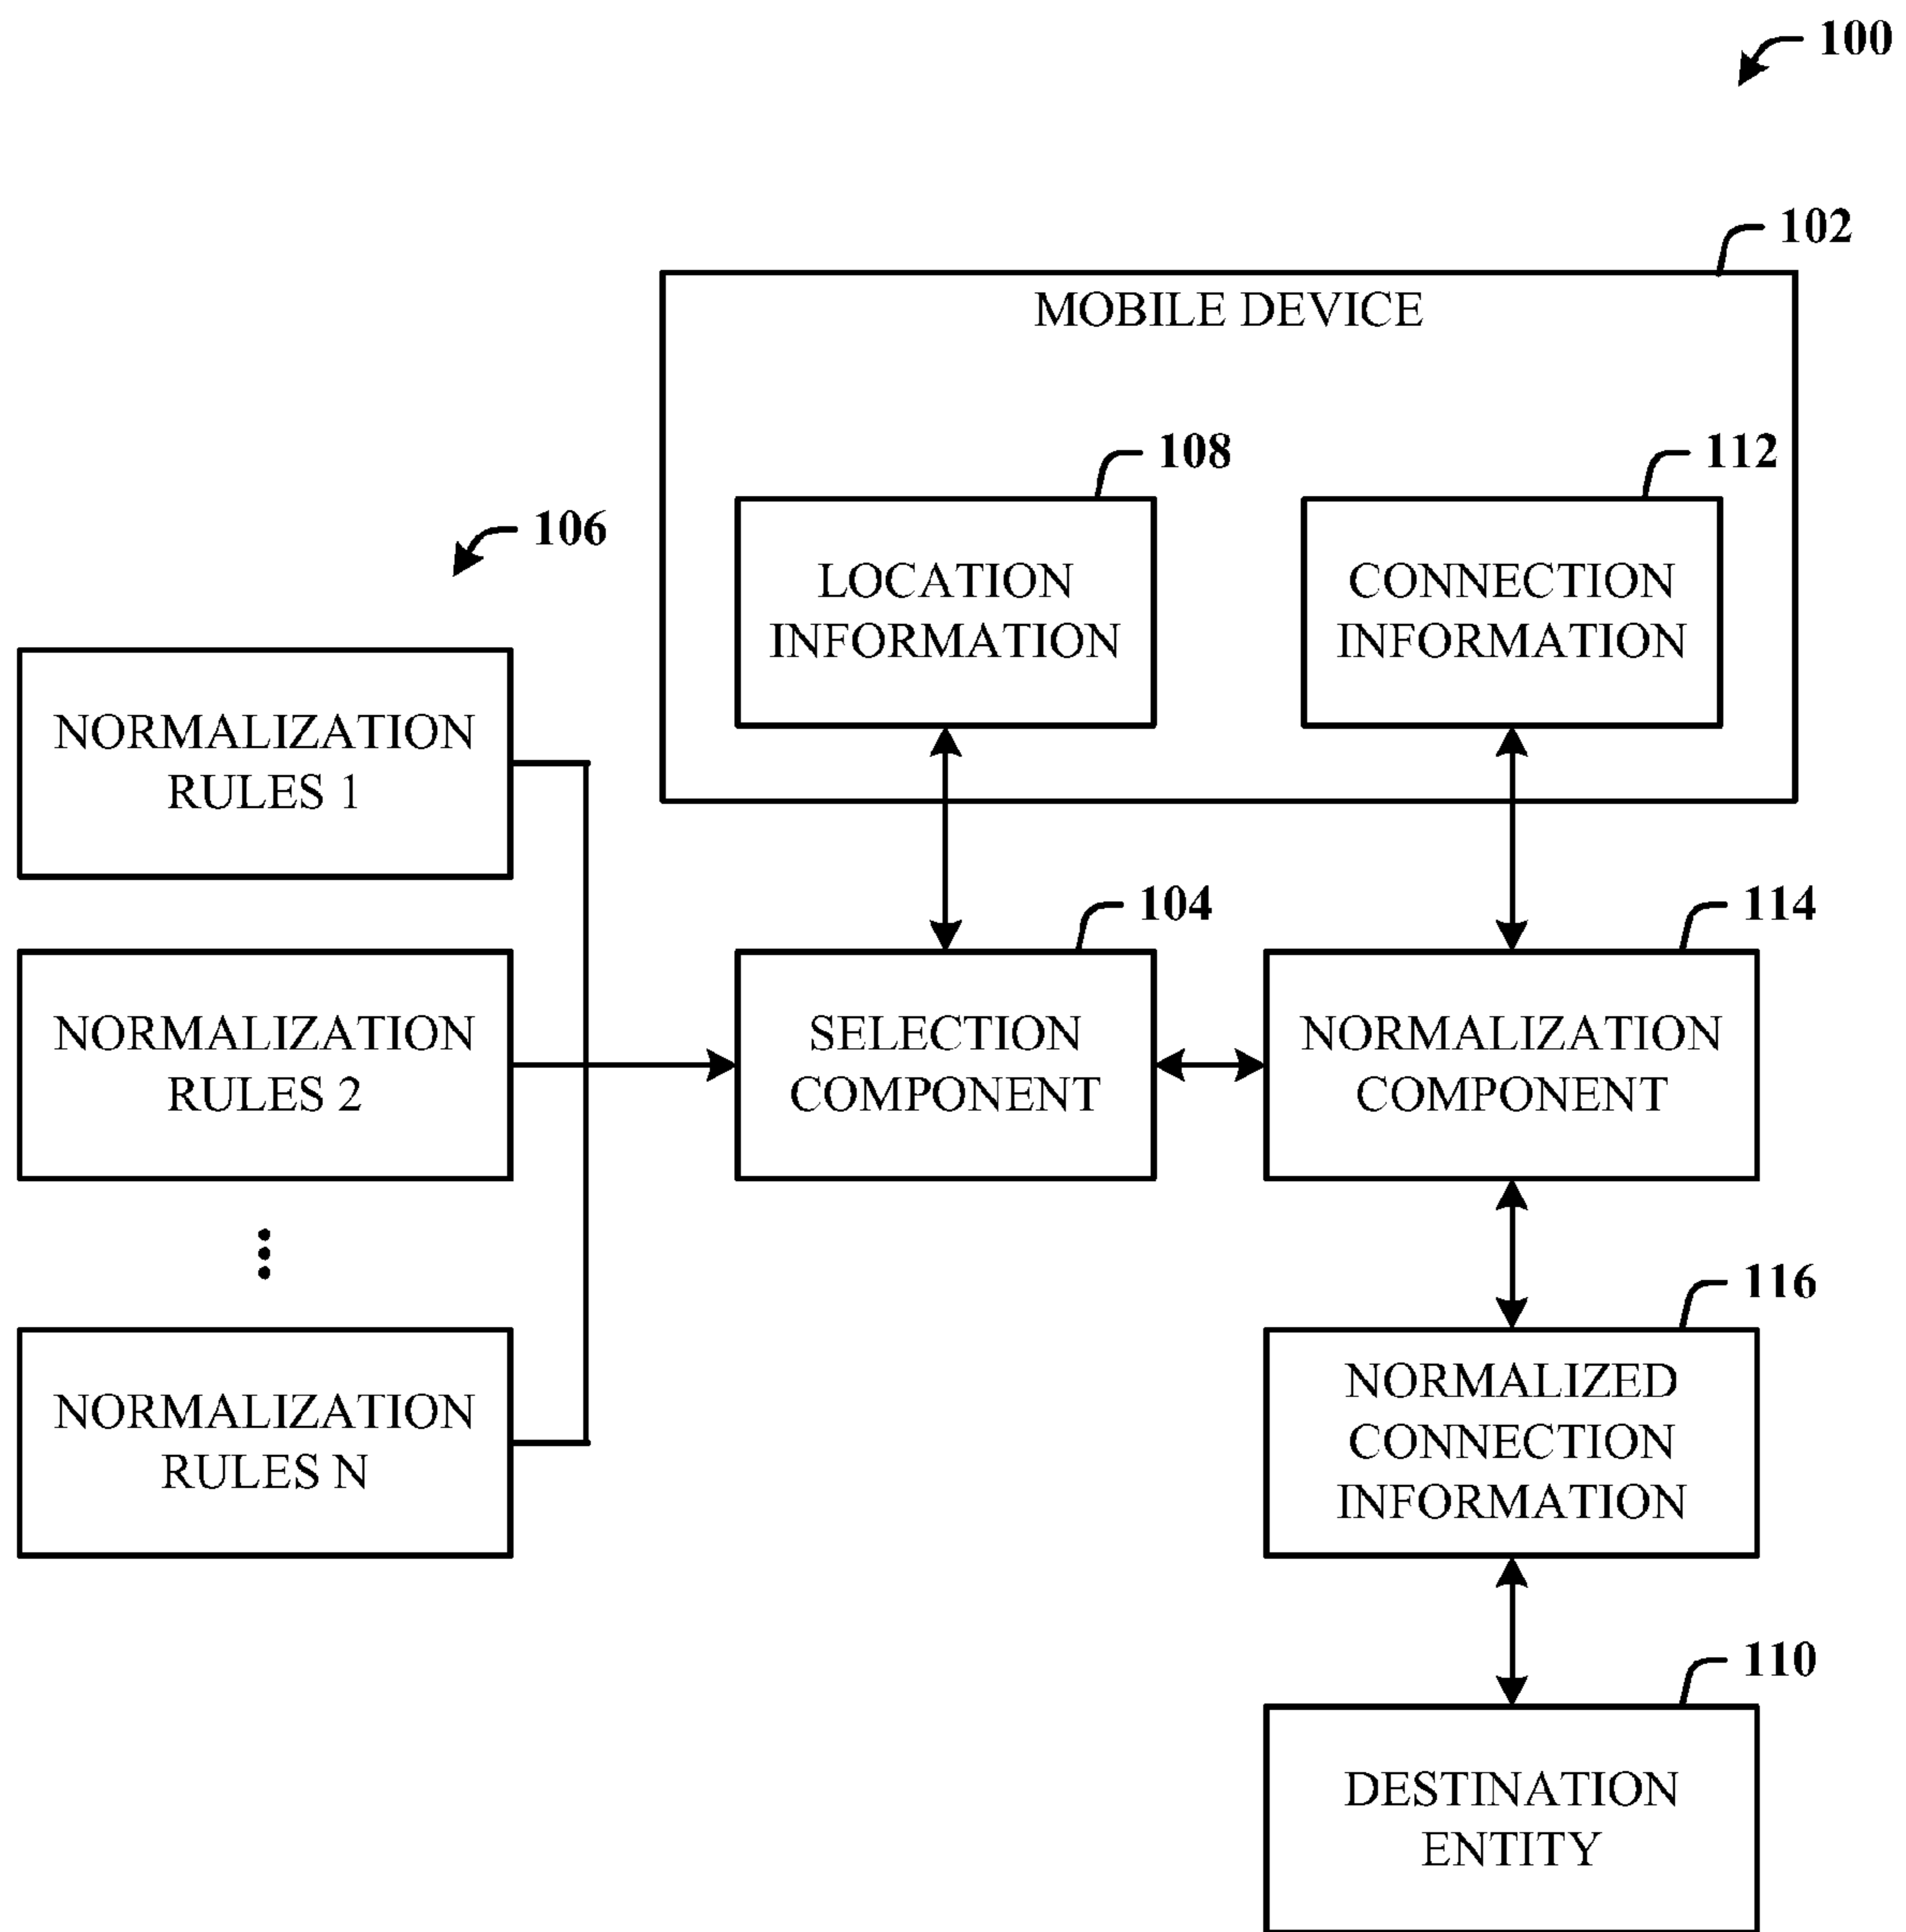 100
102
MOBILE DEVICE
108
112
106
LOCATION
INFORMATION
CONNECTION
INFORMATION
NORMALIZATION
RULES 1
104
114
NORMALIZATION
RULES 2
SELECTION
COMPONENT
NORMALIZATION
COMPONENT
116
NORMALIZATION
RULES N
NORMALIZED
CONNECTION
INFORMATION
110
DESTINATION
ENTITY